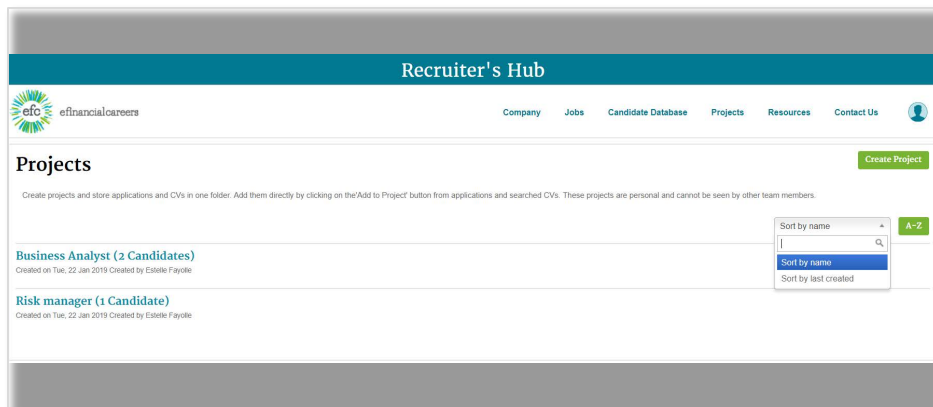 Recruiter's Hub
efc efinancialcareers
Company Jobs Candidate Database Projects Resources Contact Us
Projects
Create Project
Create projects and store applications and CVs in one folder. Add them directly by clicking on the'Add to Project' button from applications and searched CVs. These projects are personal and cannot be seen by other team members.
Sort by name
A-Z
Sort by name
Sort by last created
Business Analyst (2 Candidates)
Created on Tue, 22 Jan 2019 Created by Estelle Fayolle
Risk manager (1 Candidate)
Created on Tue, 22 Jan 2019 Created by Estelle Fayolle